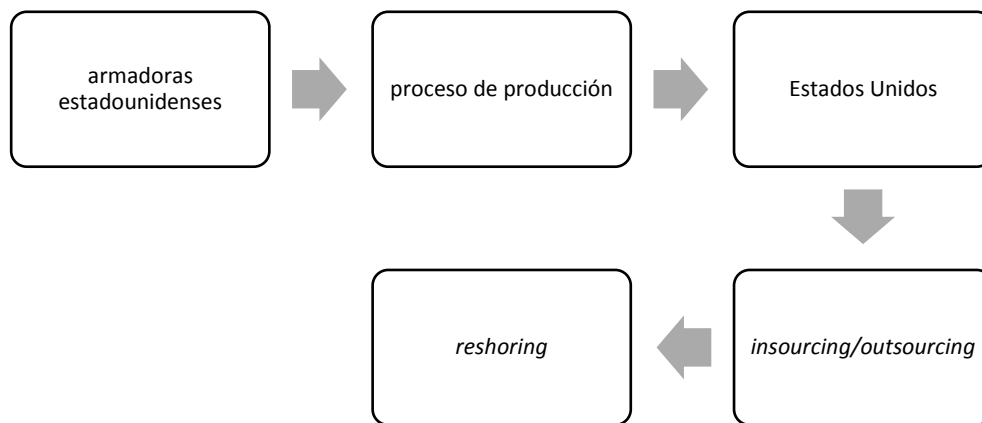 armadoras
estadounidenses
proceso de producción
Estados Unidos
insourcing/outsourcing
reshoring